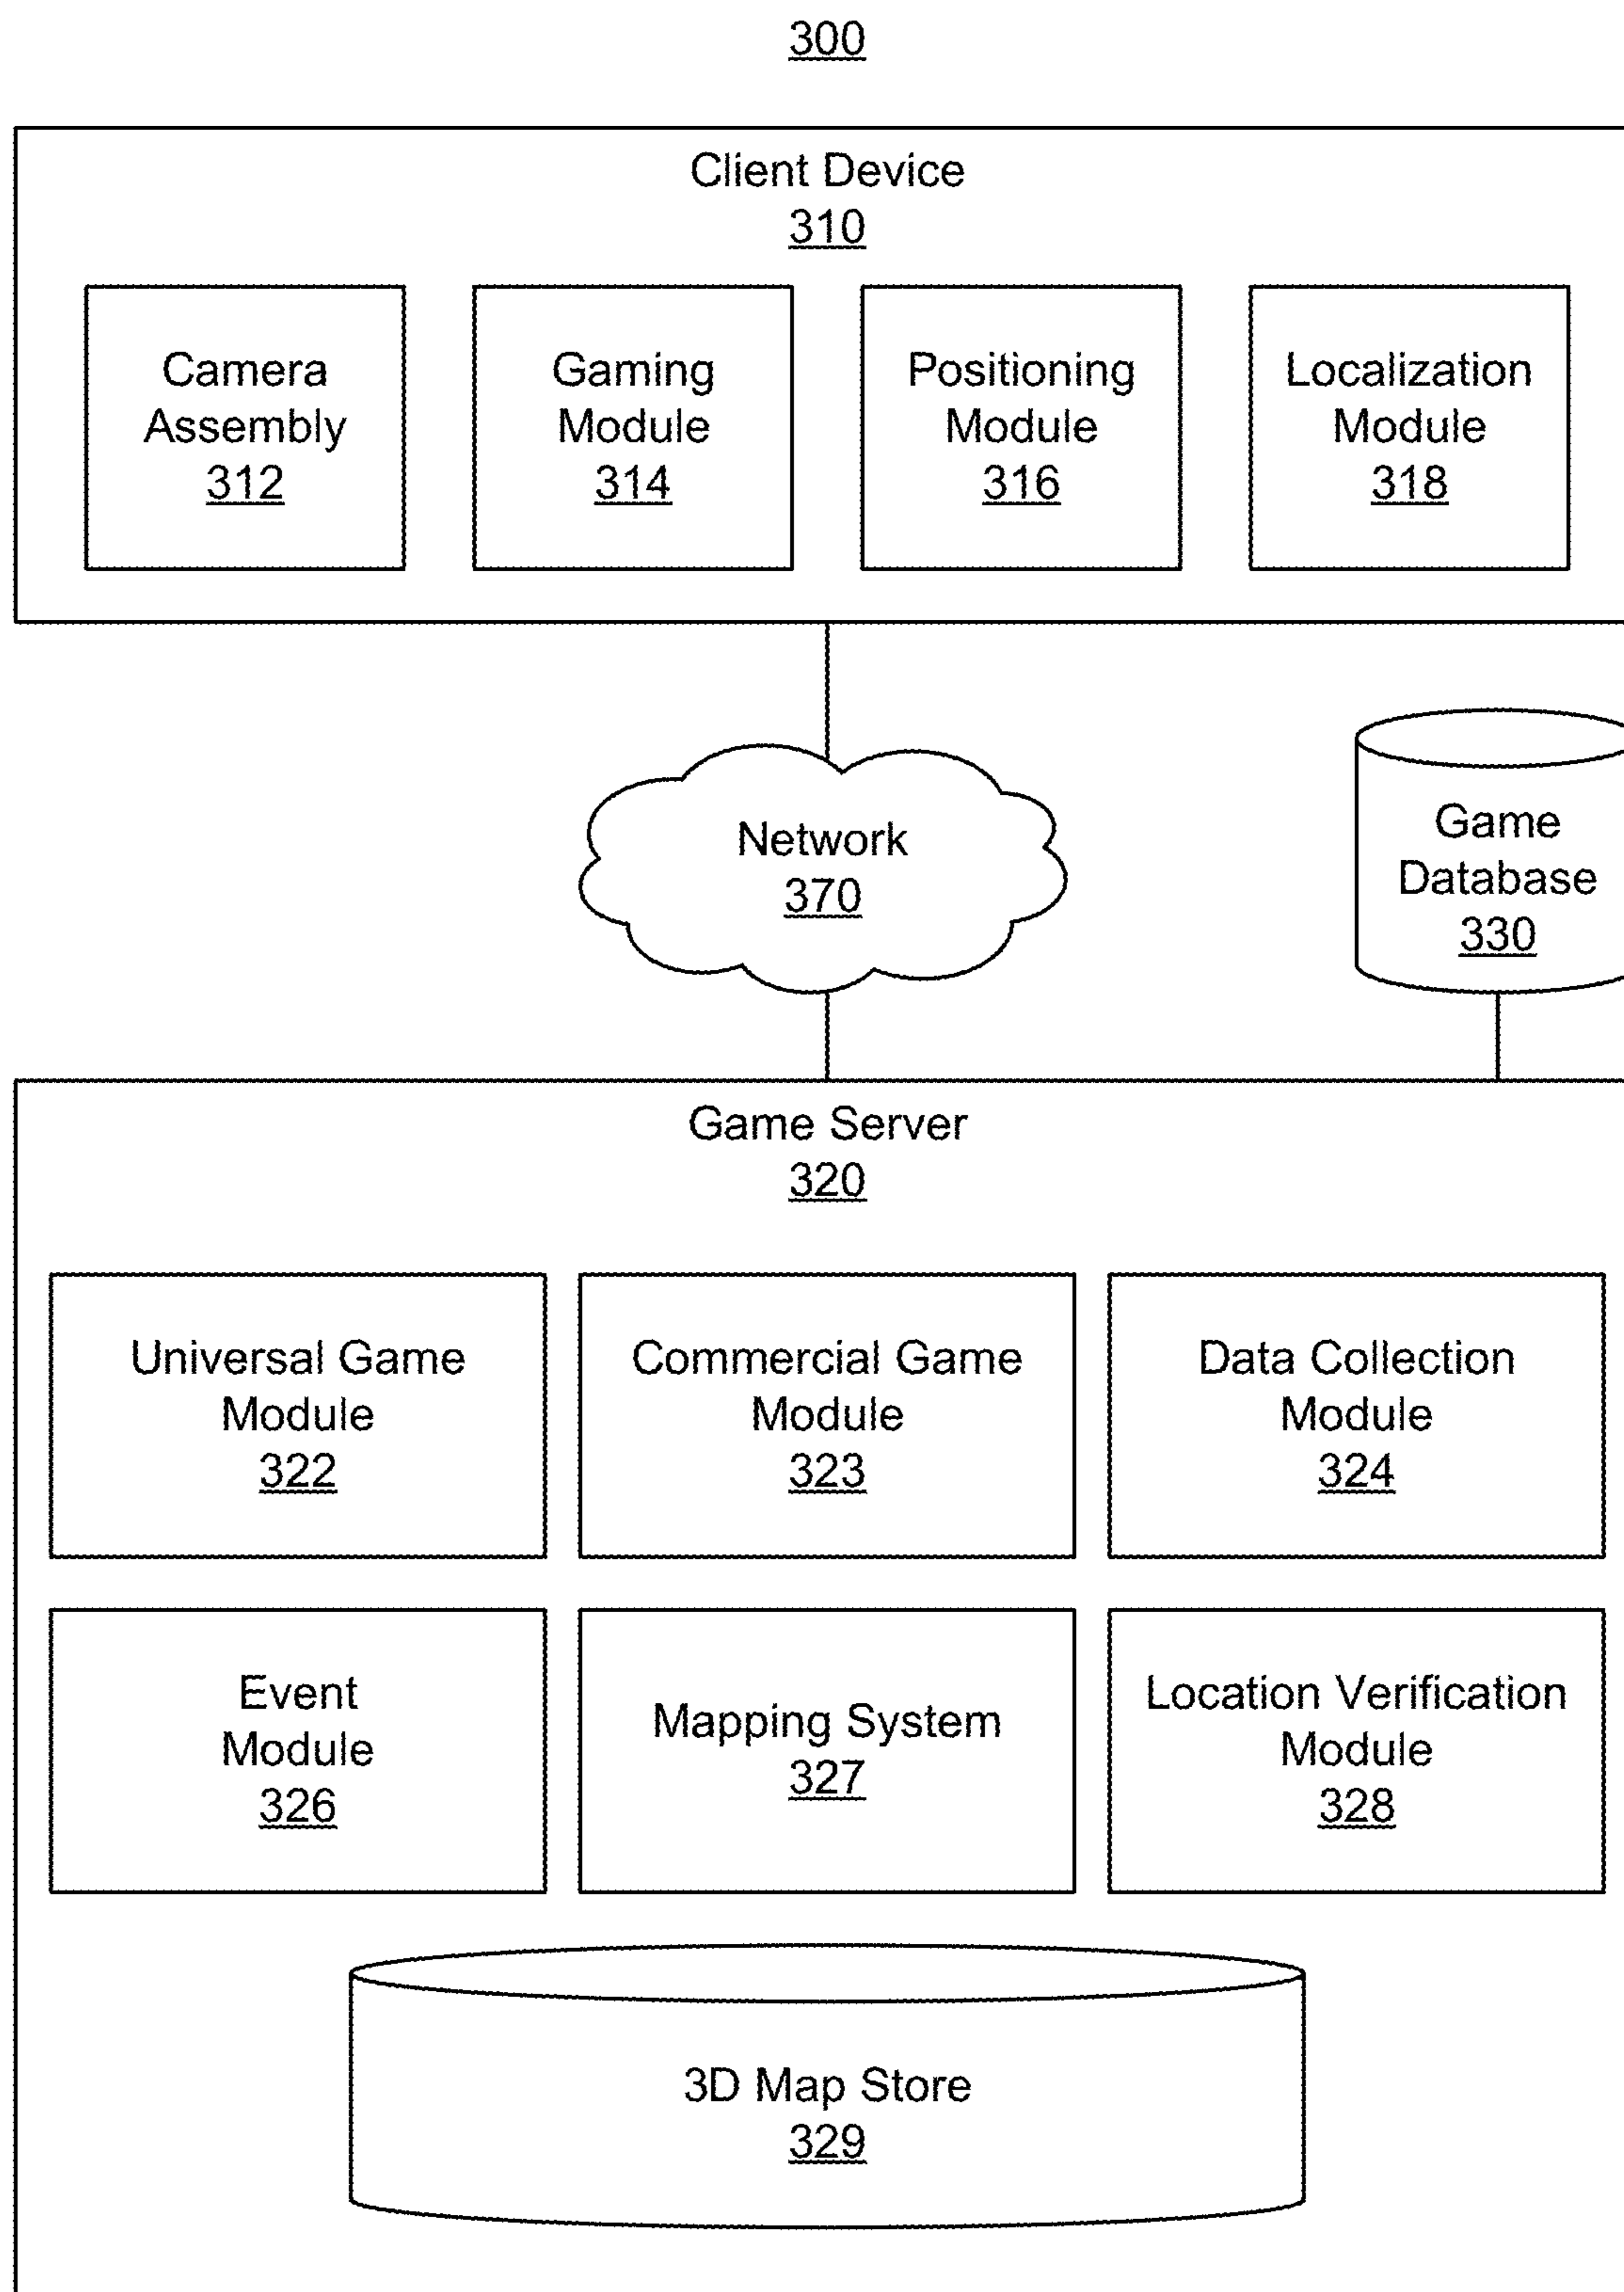 300
Client Device
310
Camera
Assembly
312
Gaming
Module
314
Positioning
Module
316
Localization
Module
318
Network
370
Game
Database
330
Game Server
320
Universal Game
Module
322
Commercial Game
Module
323
Data Collection
Module
324
Event
Module
326
Mapping System
327
Location Verification
Module
328
3D Map Store
329